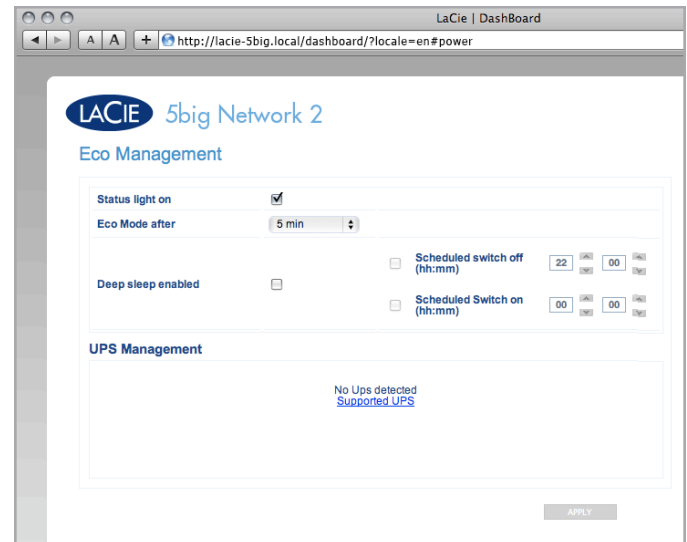 LaCie | DashBoard
A A + http://lacie-5big.local/dashboard/?locale=en#power
LACIE 5big Network 2
Eco Management
Status light on
Eco Mode after 5 min
Deep sleep enabled
Scheduled switch off
(hh:mm)
22 00
Scheduled Switch on
(hh:mm)
00 00
UPS Management
No Ups detected
Supported UPS
APPLY